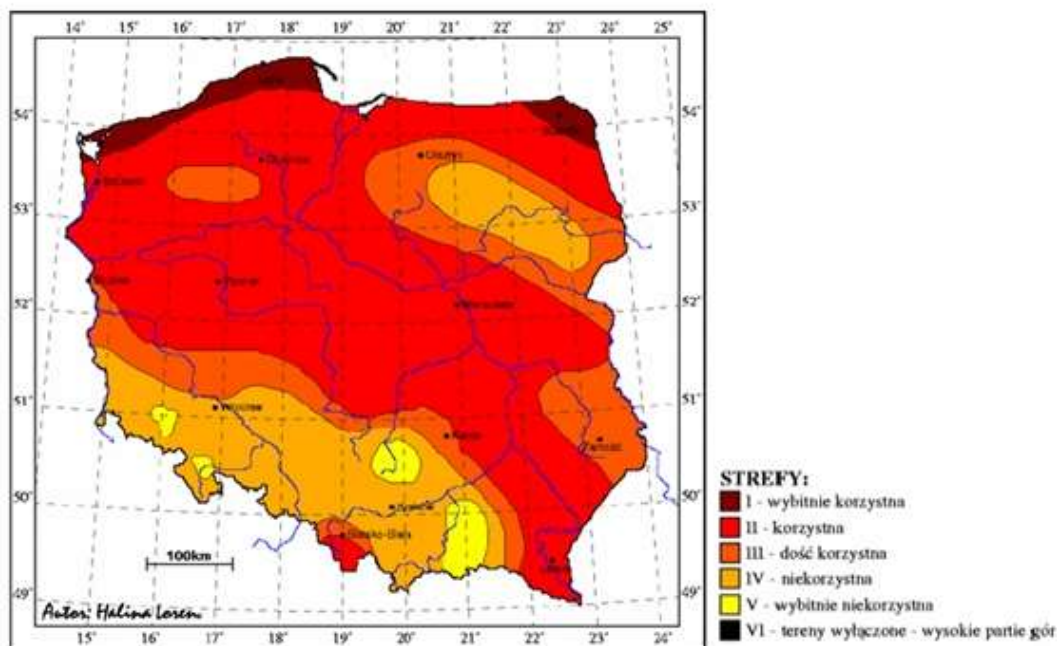 14° 15° 16° 17° 18° 19° 20° 21° 22° 23° 24° 25°
54° 54°
Olsztyn
53° 53°
52° 52°
51° 51°
Wrocław
Kielce
Zamość
50° 50°
Bielsko-Biała
100km
49° 49°
Autor: Halina Loren.
15° 16° 17° 18° 19° 20° 21° 22° 23° 24°
STREFY:
I - wybitnie korzystna
II - korzystna
III - dość korzystna
IV - niekorzystna
V - wybitnie niekorzystna
VI - tereny wyłączone - wysokie partie gór